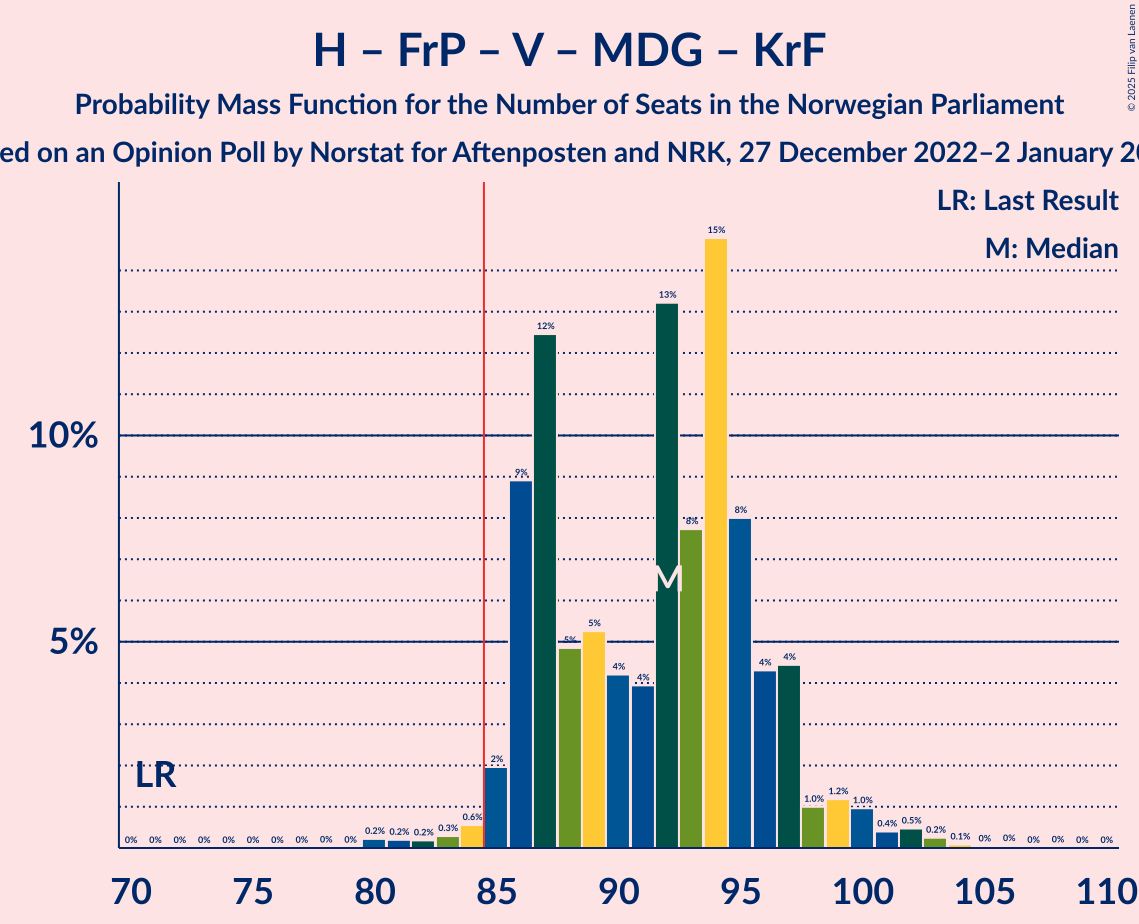 H – FrP – V – MDG – KrF
Probability Mass Function for the Number of Seats in the Norwegian Parliament
ed on an Opinion Poll by Norstat for Aftenposten and NRK, 27 December 2022–2 January 20
© 2025 Filip van Laenen
LR: Last Result
M: Median
15%
13%
12%
10%
9%
8%
8%
M
5%
5%
5%
4%
4%
4%
4%
LR
2%
0% 0% 0% 0% 0% 0% 0% 0% 0% 0% 0.2% 0.2% 0.2% 0.3% 0.6% 1.0% 1.2% 1.0% 0.4% 0.5% 0.2% 0.1% 0% 0% 0% 0% 0% 0%
70 75 80 85 90 95 100 105 110